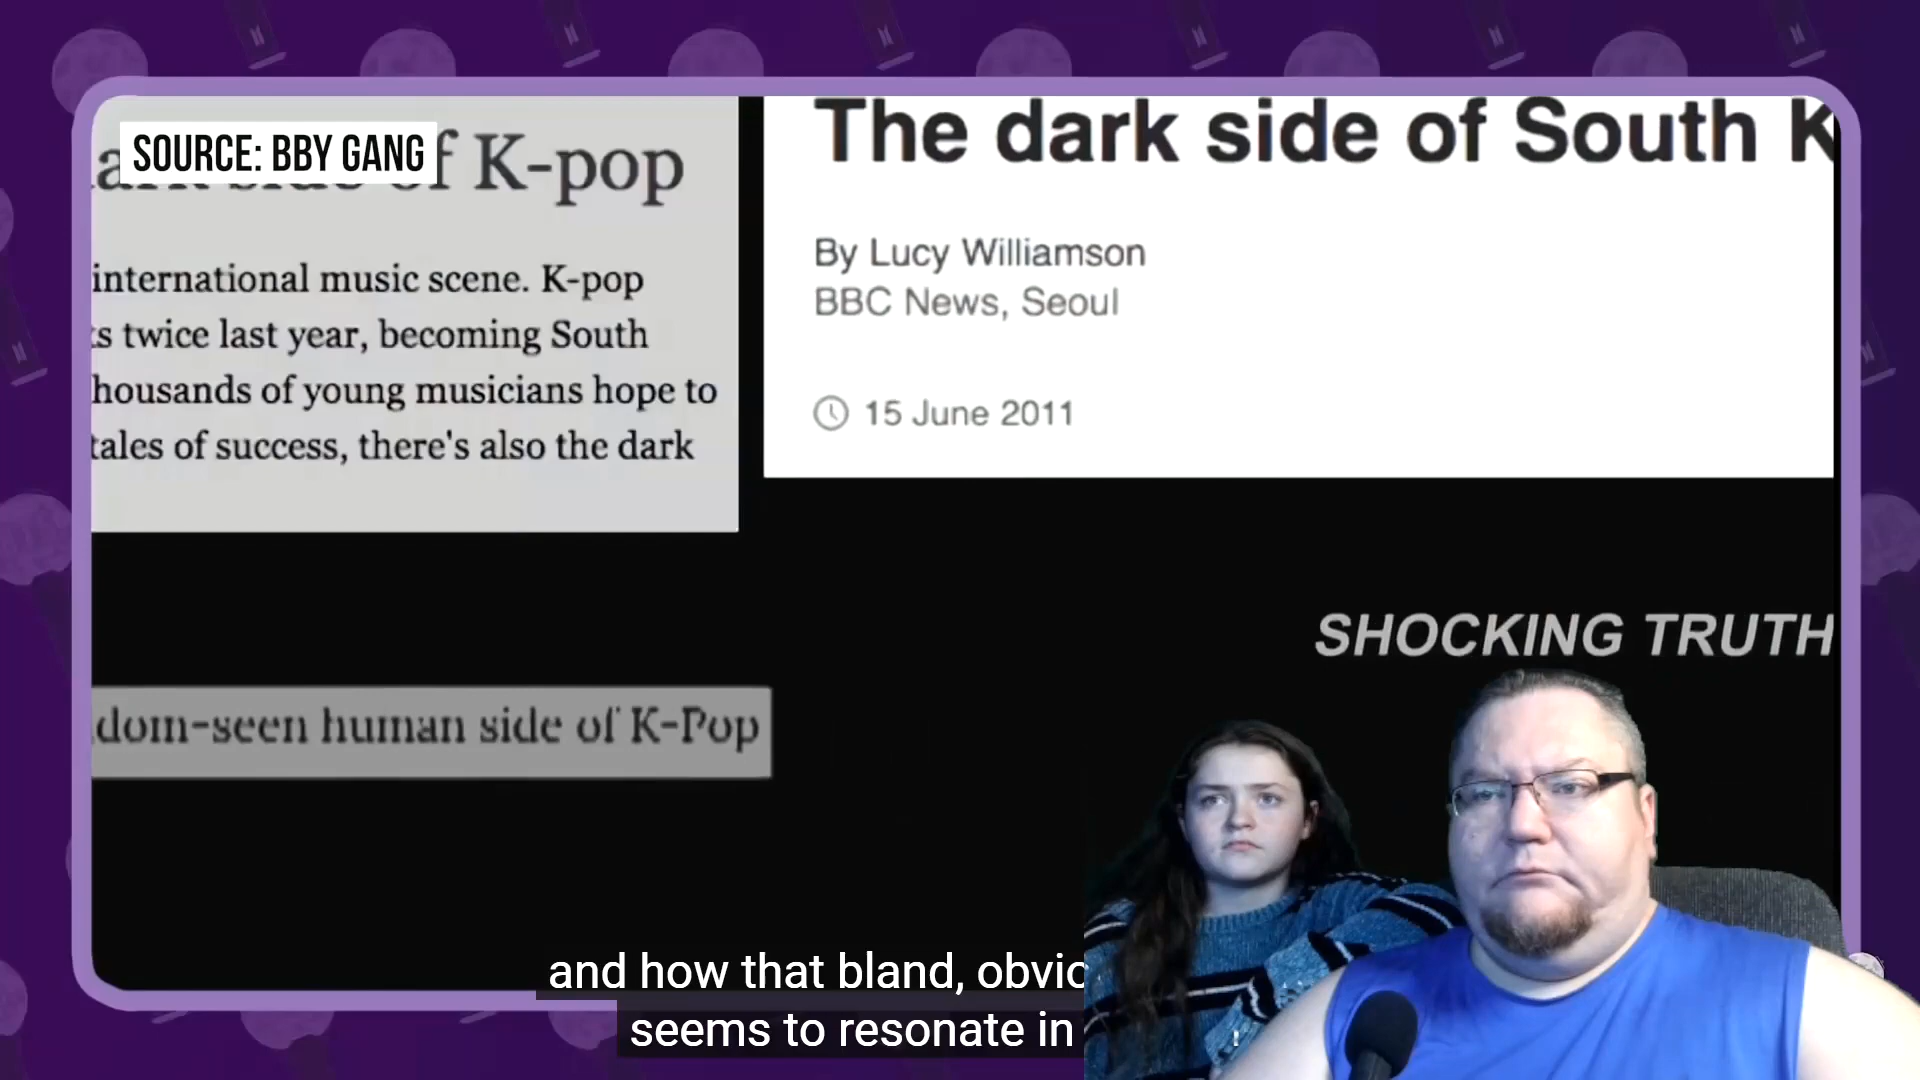 SOURCE: BBY GANG
f K-pop
international music scene. K-pop
s twice last year, becoming South
housands of young musicians hope to
tales of success, there's also the dark
The dark side of South K
By Lucy Williamson
BBC News, Seoul
15 June 2011
SHOCKING TRUTH
dom-seen human side of K-Pop
and how that bland, obvio
seems to resonate in